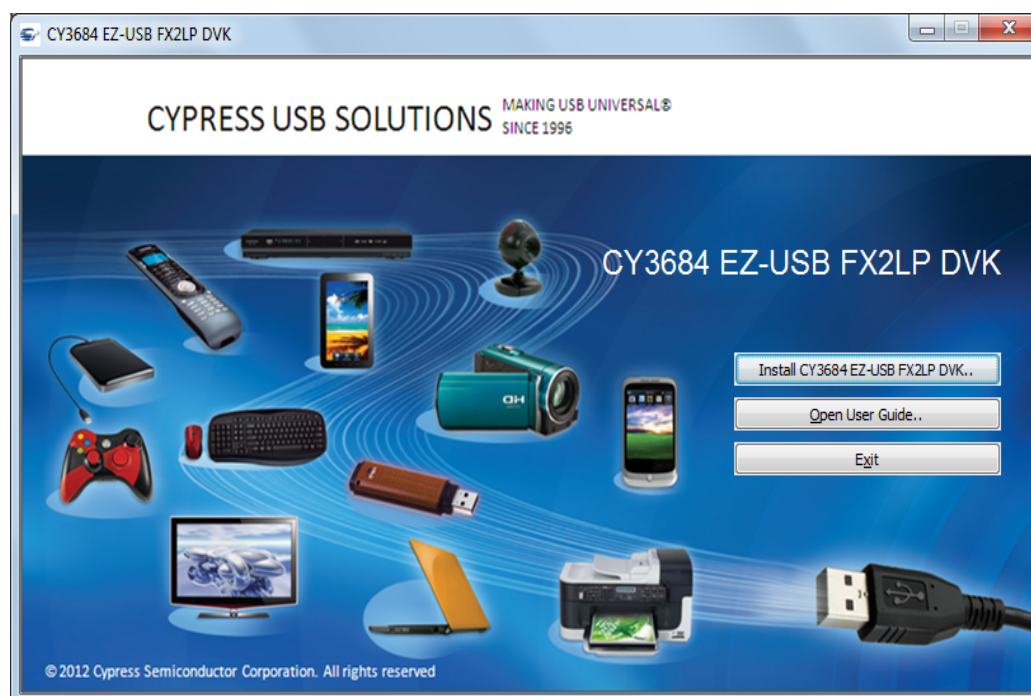 CY3684 EZ-USB FX2LP DVK
CYPRESS USB SOLUTIONS
MAKING USB UNIVERSAL®
SINCE 1996
CY3684 EZ-USB FX2LP DVK
Install CY3684 EZ-USB FX2LP DVK..
Open User Guide..
Exit
HD
© 2012 Cypress Semiconductor Corporation. All rights reserved